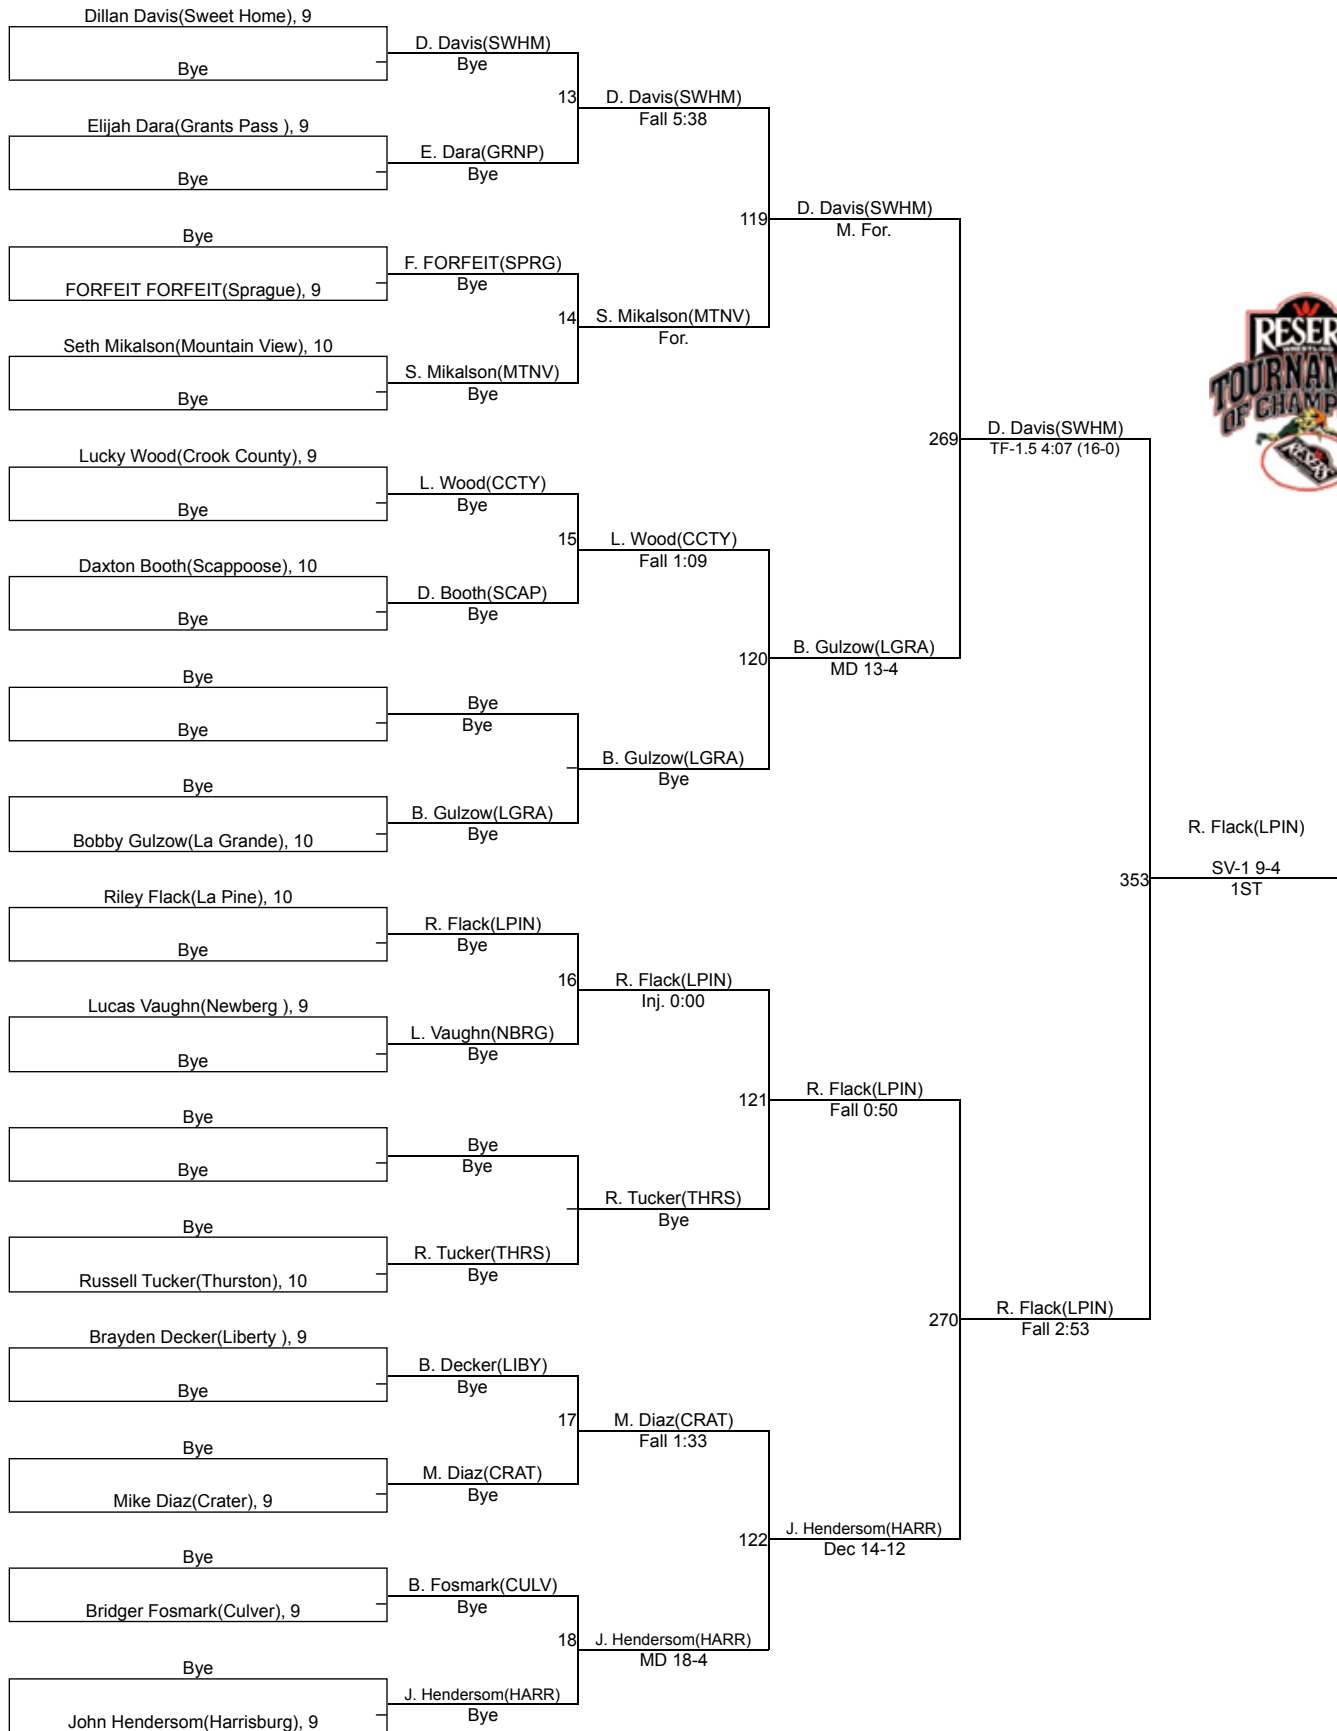 Dillan Davis(Sweet Home), 9
Bye
D. Davis(SWHM)
Bye
13
D. Davis(SWHM)
Fall 5:38
Elijah Dara(Grants Pass ), 9
Bye
E. Dara(GRNP)
Bye
119
D. Davis(SWHM)
M. For.
Bye
FORFEIT FORFEIT(Sprague), 9
F. FORFEIT(SPRG)
Bye
14
S. Mikalson(MTNV)
For.
Seth Mikalson(Mountain View), 10
Bye
S. Mikalson(MTNV)
Bye
269
D. Davis(SWHM)
TF-1.5 4:07 (16-0)
Lucky Wood(Crook County), 9
Bye
L. Wood(CCTY)
Bye
15
L. Wood(CCTY)
Fall 1:09
Daxton Booth(Scappoose), 10
Bye
D. Booth(SCAP)
Bye
120
B. Gulzow(LGRA)
MD 13-4
Bye
Bye
Bye
Bye
B. Gulzow(LGRA)
Bye
Bye
Bobby Gulzow(La Grande), 10
B. Gulzow(LGRA)
Bye
353
R. Flack(LPIN)
SV-1 9-4
1ST
Riley Flack(La Pine), 10
Bye
R. Flack(LPIN)
Bye
16
R. Flack(LPIN)
Inj. 0:00
Lucas Vaughn(Newberg ), 9
Bye
L. Vaughn(NBRG)
Bye
121
R. Flack(LPIN)
Fall 0:50
Bye
Bye
Bye
Bye
R. Tucker(THRS)
Bye
Bye
Russell Tucker(Thurston), 10
R. Tucker(THRS)
Bye
270
R. Flack(LPIN)
Fall 2:53
Brayden Decker(Liberty ), 9
Bye
B. Decker(LIBY)
Bye
17
M. Diaz(CRAT)
Fall 1:33
Bye
Mike Diaz(Crater), 9
M. Diaz(CRAT)
Bye
122
J. Hendersom(HARR)
Dec 14-12
Bye
Bridger Fosmark(Culver), 9
B. Fosmark(CULV)
Bye
18
J. Hendersom(HARR)
MD 18-4
Bye
John Hendersom(Harrisburg), 9
J. Hendersom(HARR)
Bye
RESER
WRESTLING
TOURNAM
OF CHAMP
RESERS